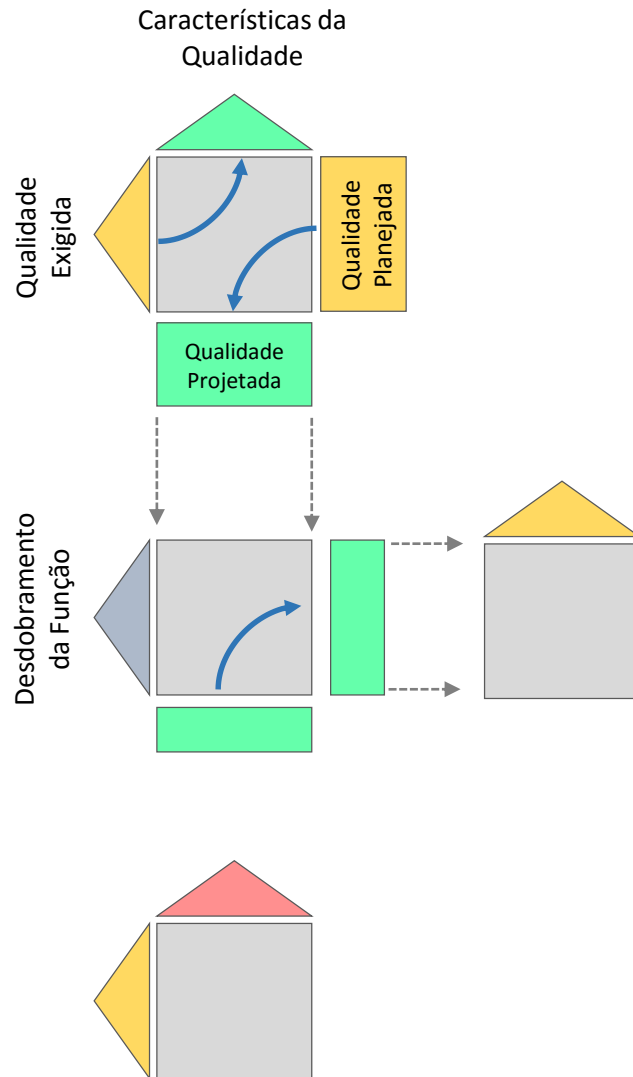 Características da
Qualidade
Qualidade
Exigida
Qualidade
Planejada
Qualidade
Projetada
Desdobramento
da Função